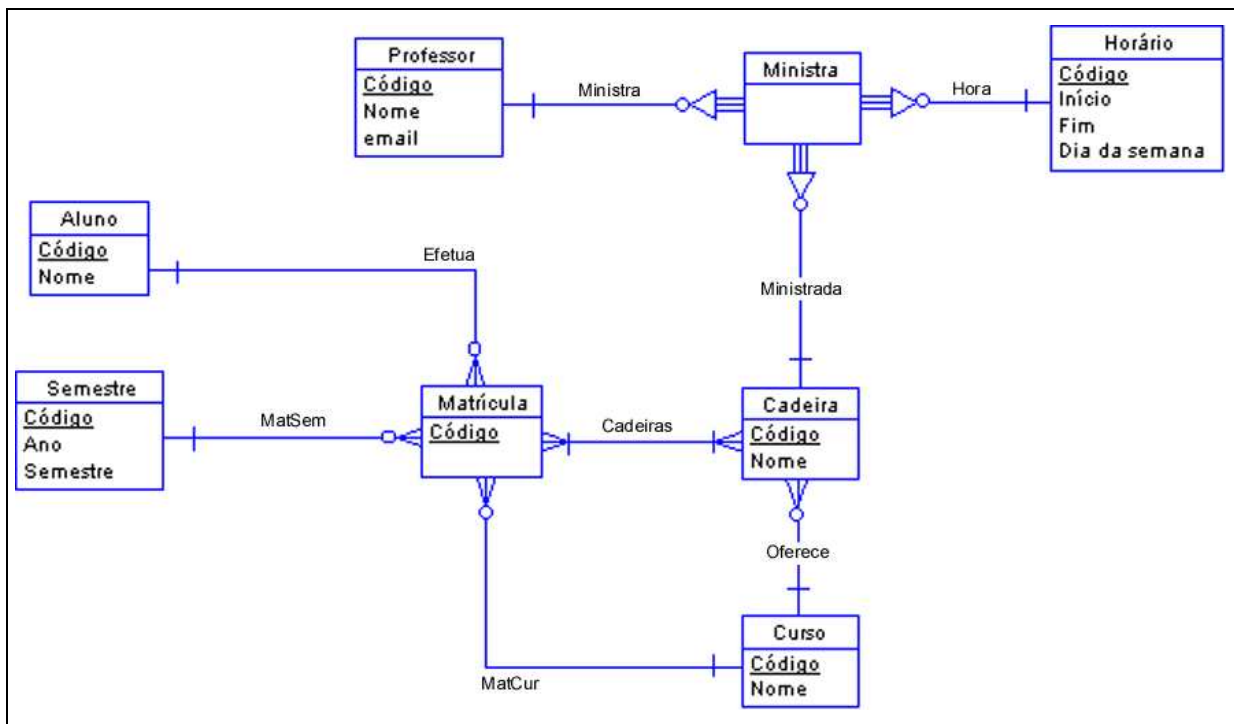 Professor
Código
Nome
email
Ministra
Ministra
Hora
Horário
Código
Início
Fim
Dia da semana
Aluno
Código
Nome
Efetua
Ministrada
Semestre
Código
Ano
Semestre
MatSem
Matrícula
Código
Cadeiras
Cadeira
Código
Nome
Oferece
MatCur
Curso
Código
Nome